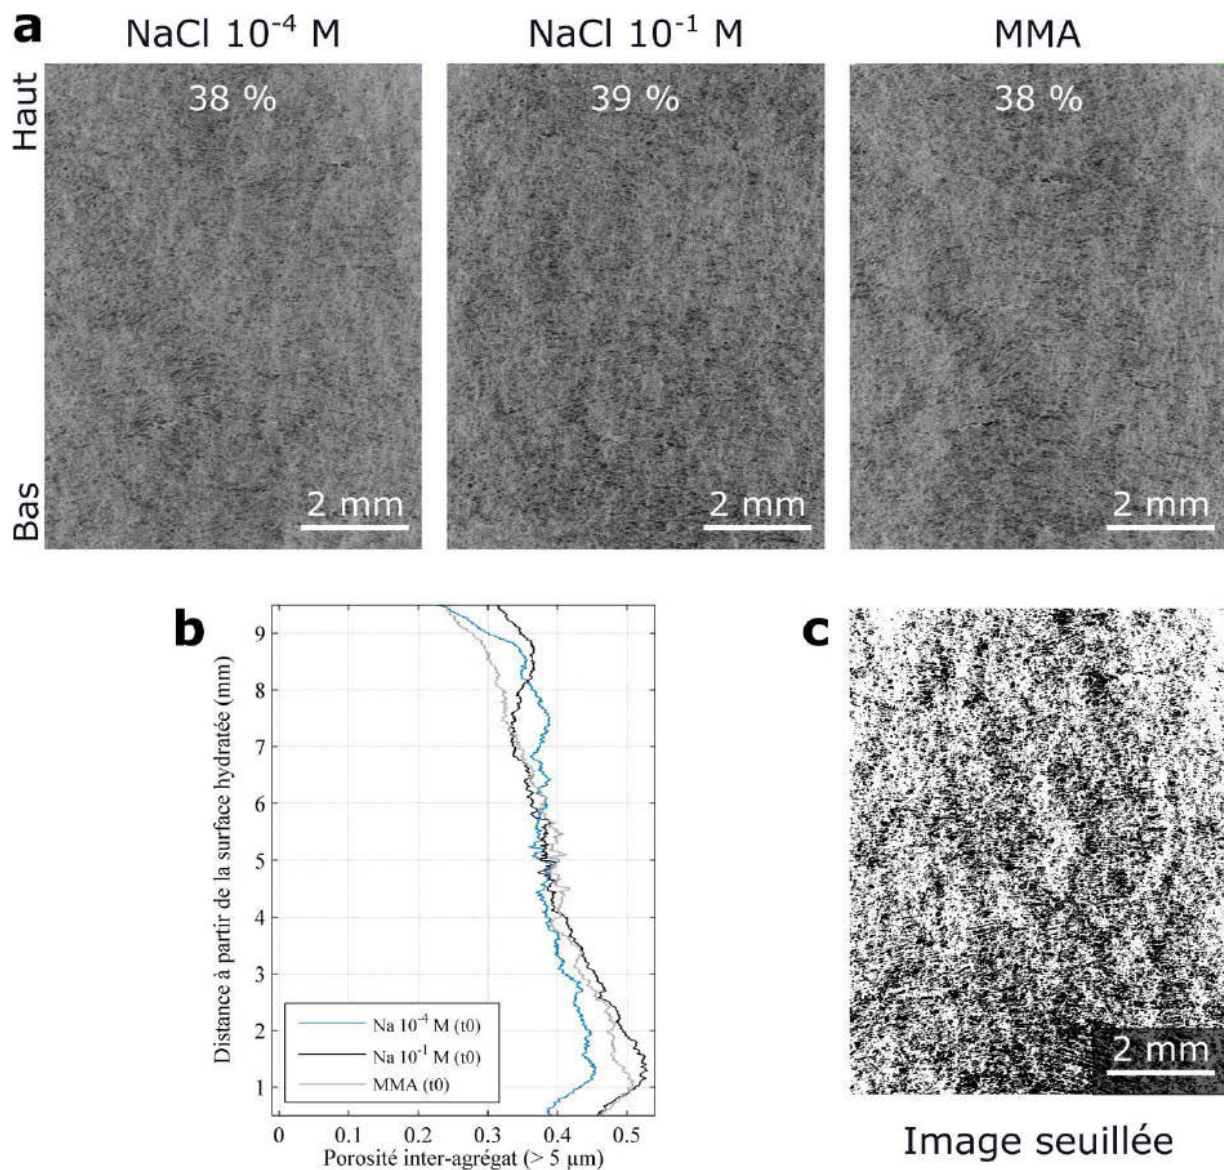 a
NaCl 10⁻⁴ M
NaCl 10⁻¹ M
MMA
Haut
Bas
38 %
39 %
38 %
2 mm
2 mm
2 mm
b
Distance à partir de la surface hydratée (mm)
9
8
7
6
5
4
3
2
1
Na 10⁻⁴ M (t0)
Na 10⁻¹ M (t0)
MMA (t0)
0
0.1
0.2
0.3
0.4
0.5
Porosité inter-agrégat (> 5 µm)
c
2 mm
Image seuillée